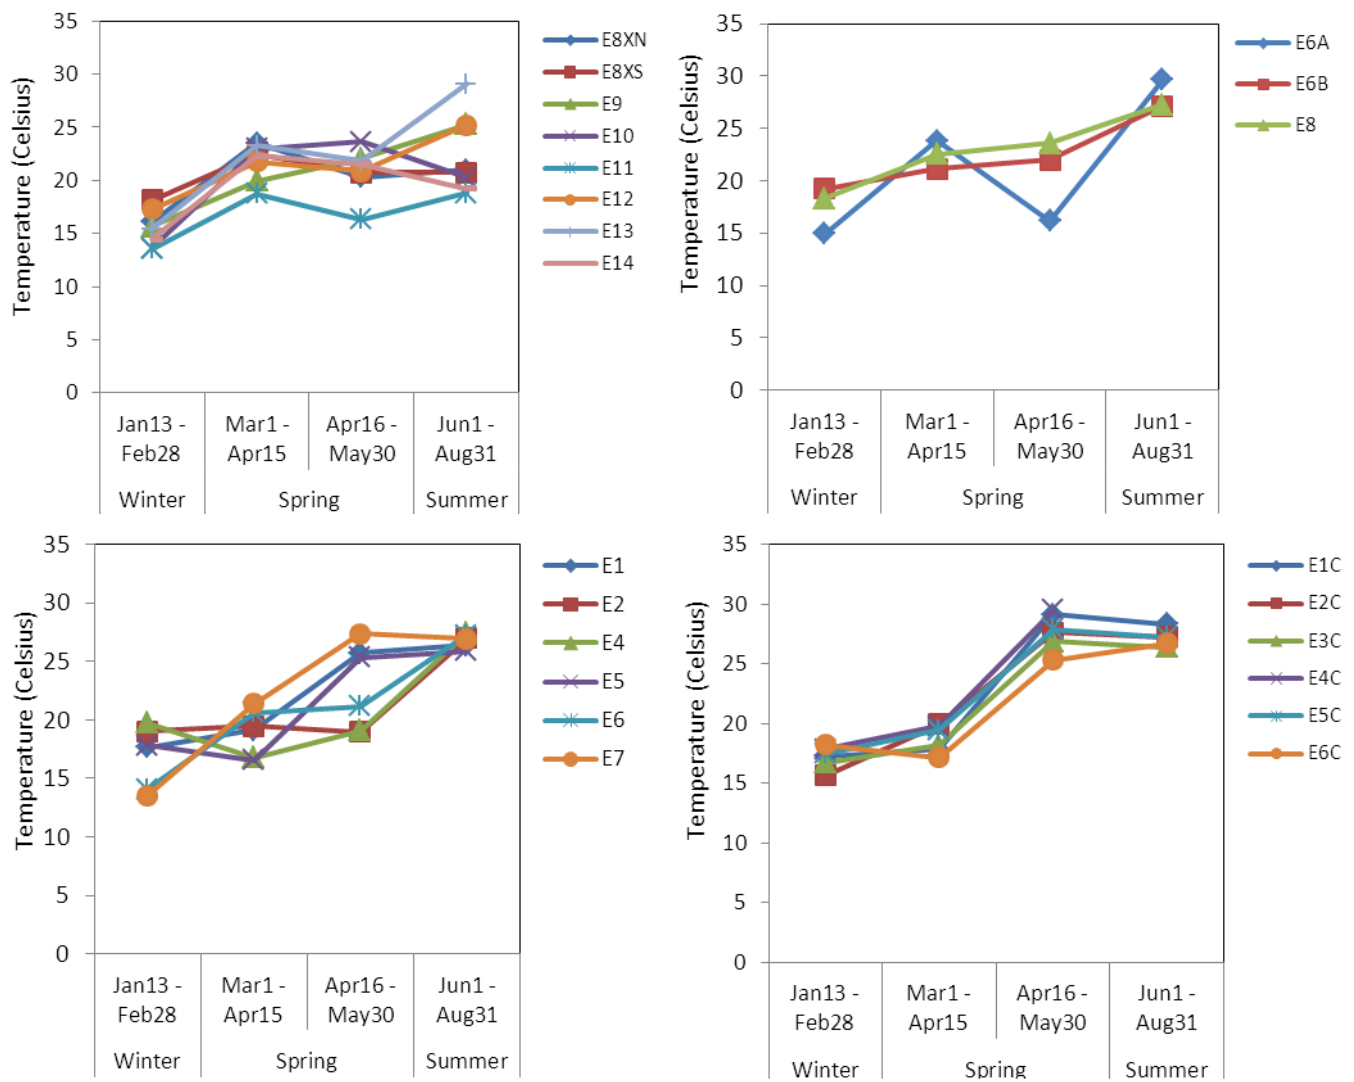 35
30
25
20
15
10
5
0
Temperature (Celsius)
Jan13 -
Feb28
Mar1 -
Apr15
Apr16 -
May30
Jun1 -
Aug31
Winter
Spring
Summer
E8XN
E8XS
E9
E10
E11
E12
E13
E14
35
30
25
20
15
10
5
0
Temperature (Celsius)
Jan13 -
Feb28
Mar1 -
Apr15
Apr16 -
May30
Jun1 -
Aug31
Winter
Spring
Summer
E6A
E6B
E8
35
30
25
20
15
10
5
0
Temperature (Celsius)
Jan13 -
Feb28
Mar1 -
Apr15
Apr16 -
May30
Jun1 -
Aug31
Winter
Spring
Summer
E1
E2
E4
E5
E6
E7
35
30
25
20
15
10
5
0
Temperature (Celsius)
Jan13 -
Feb28
Mar1 -
Apr15
Apr16 -
May30
Jun1 -
Aug31
Winter
Spring
Summer
E1C
E2C
E3C
E4C
E5C
E6C